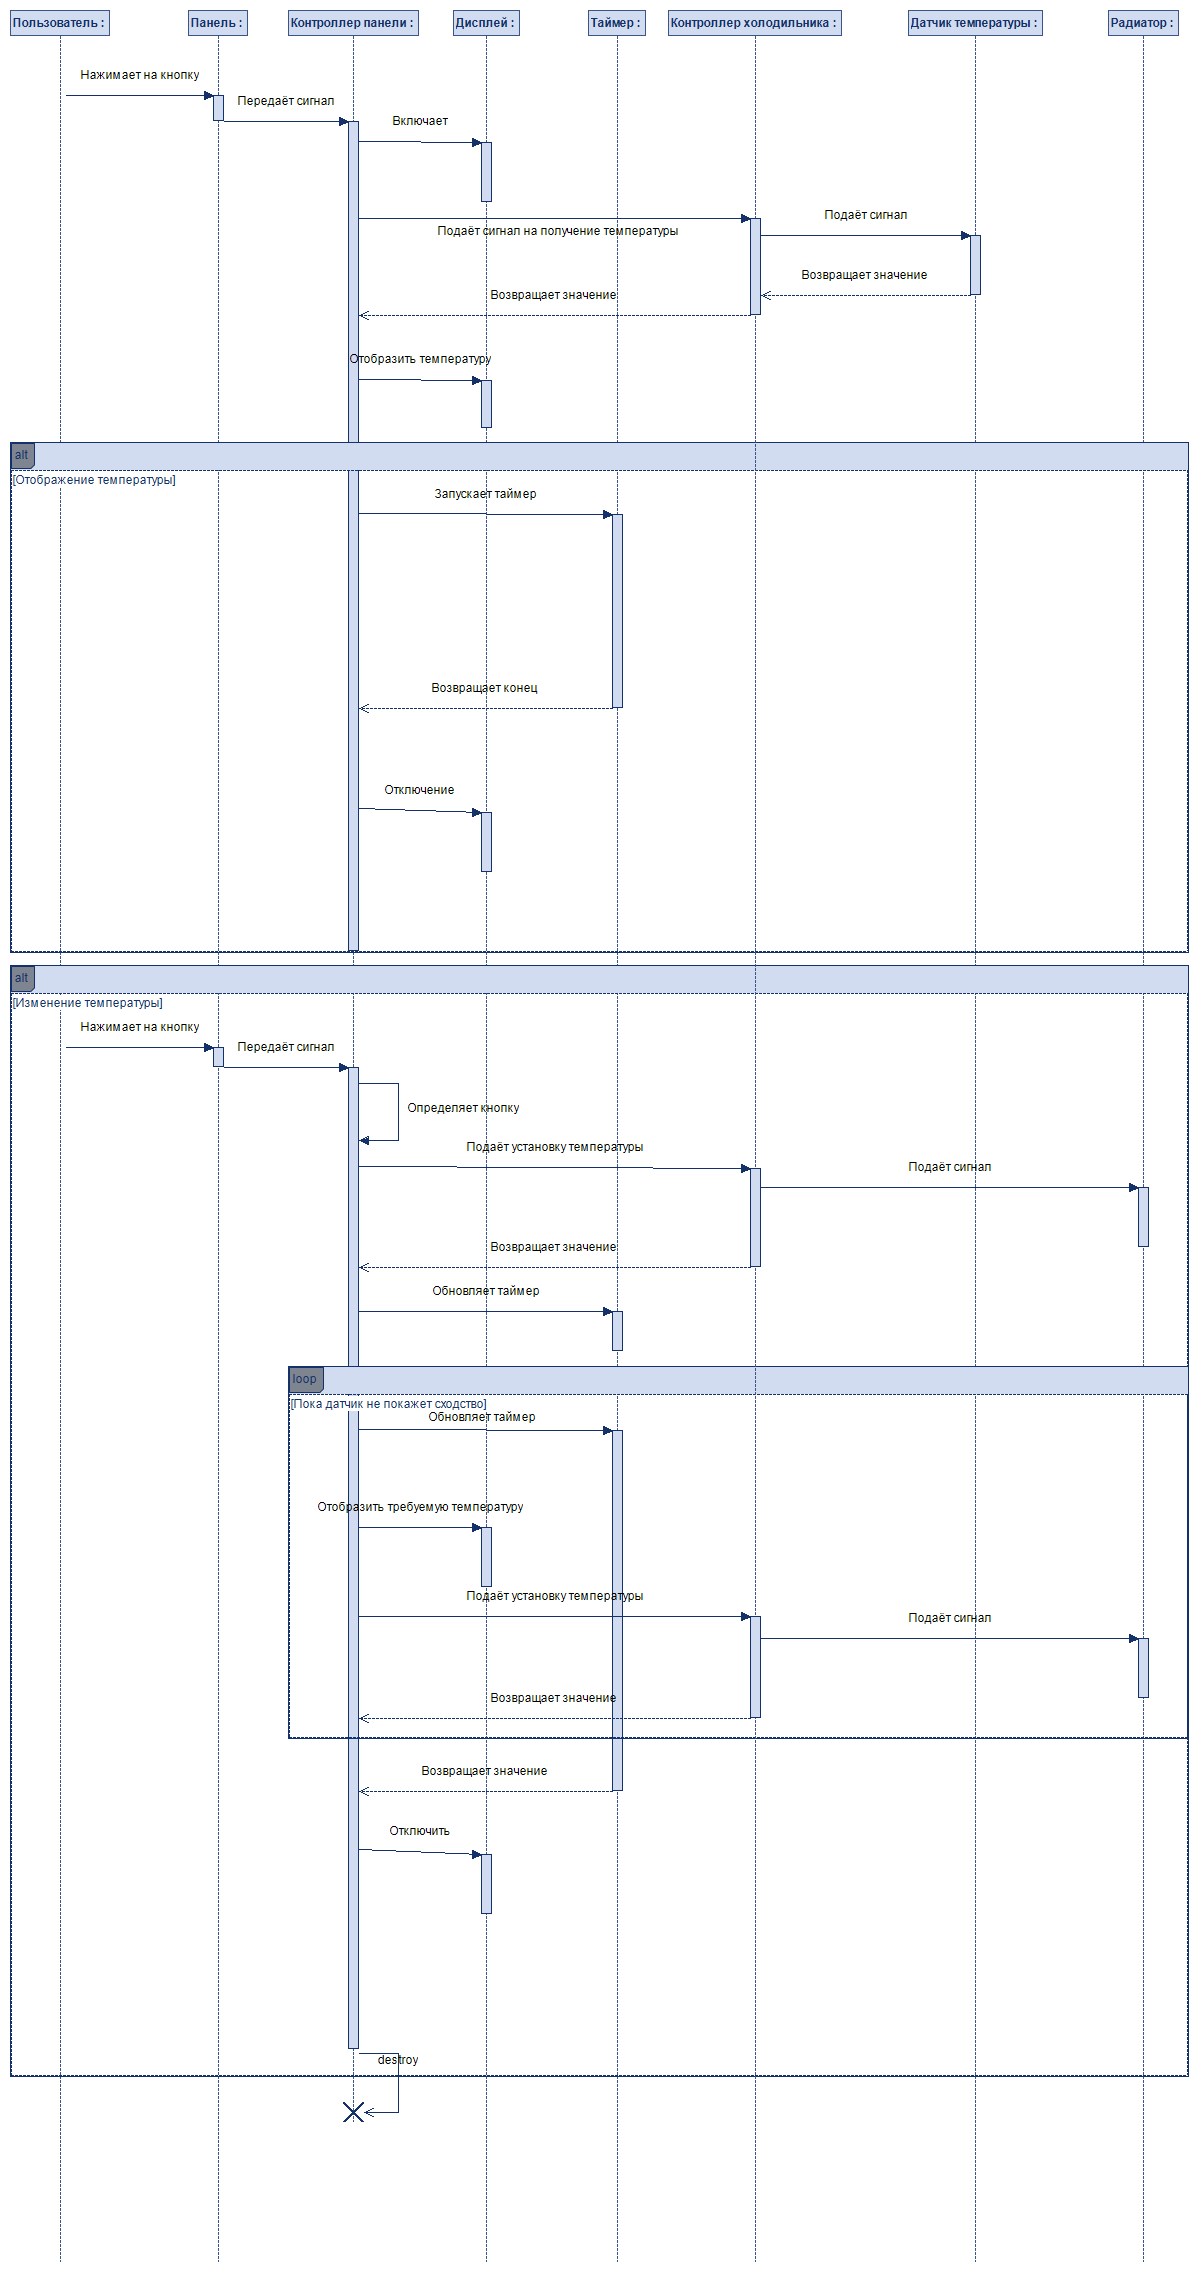 Пользователь :
Панель :
Контроллер панели :
Дисплей :
Таймер :
Контроллер холодильника :
Датчик температуры :
Радиатор :
Нажимает на кнопку
Передаёт сигнал
Включает
Подаёт сигнал
Подаёт сигнал на получение температуры
Возвращает значение
Возвращает значение
Отобразить температуру
alt
[Отображение температуры]
Запускает таймер
Возвращает конец
Отключение
alt
[Изменение температуры]
Нажимает на кнопку
Передаёт сигнал
Определяет кнопку
Подаёт установку температуры
Подаёт сигнал
Возвращает значение
Обновляет таймер
loop
[Пока датчик не покажет сходство]
Обновляет таймер
Отобразить требуемую температуру
Подаёт установку температуры
Подаёт сигнал
Возвращает значение
Возвращает значение
Отключить
destroy